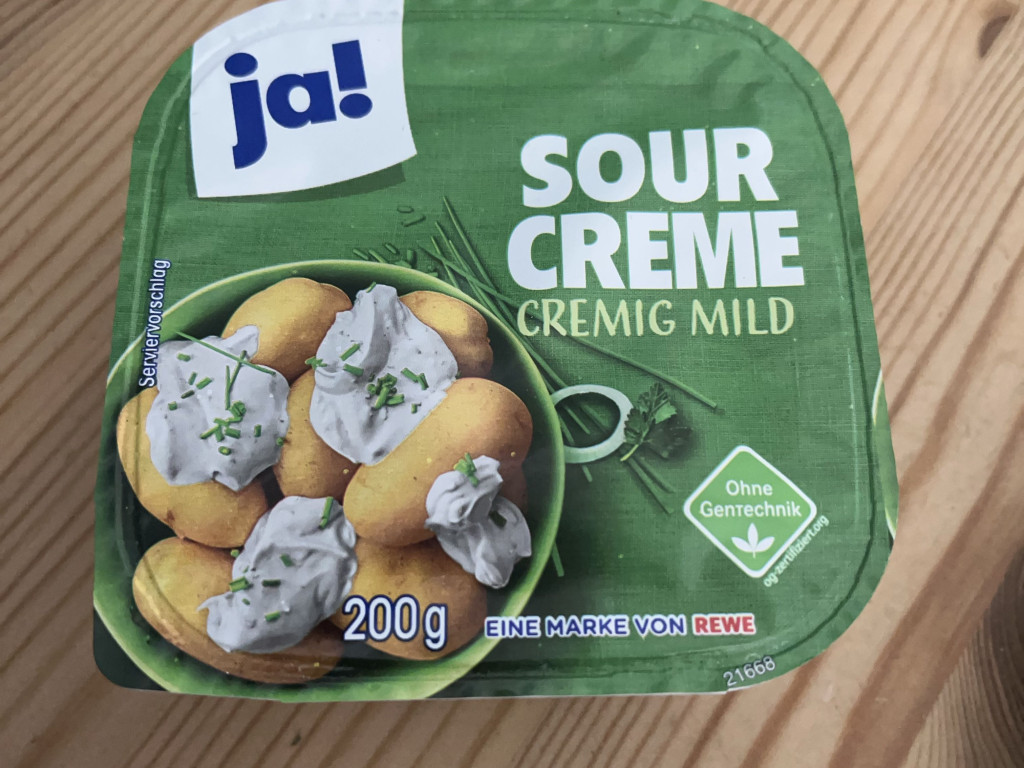 ja!
SOUR
CREME
CREMIG MILD
Serviervorschlag
Ohne
GenTechnik
og-zertifiziert.org
200g
EINE MARKE VON REWE
21668